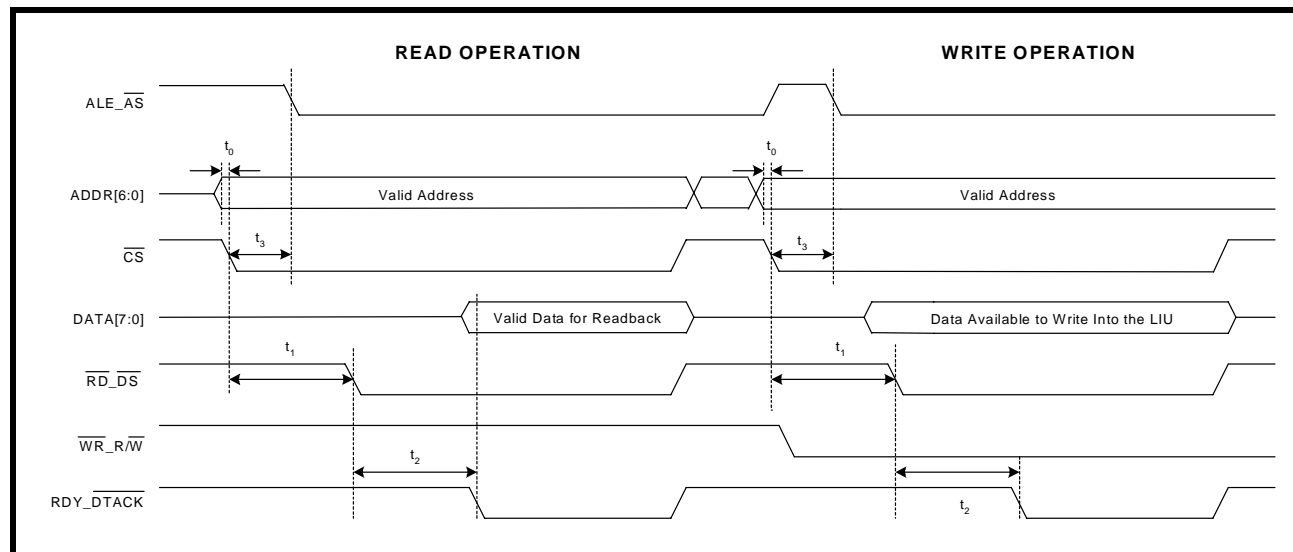 READ OPERATION WRITE OPERATION
ALE_AS
t0 t0
ADDR[6:0] Valid Address Valid Address
t3 t3
CS
DATA[7:0] Valid Data for Readback Data Available to Write Into the LIU
t1 t1
RD_DS
WR_R/W
t2
RDY_DTACK
t2